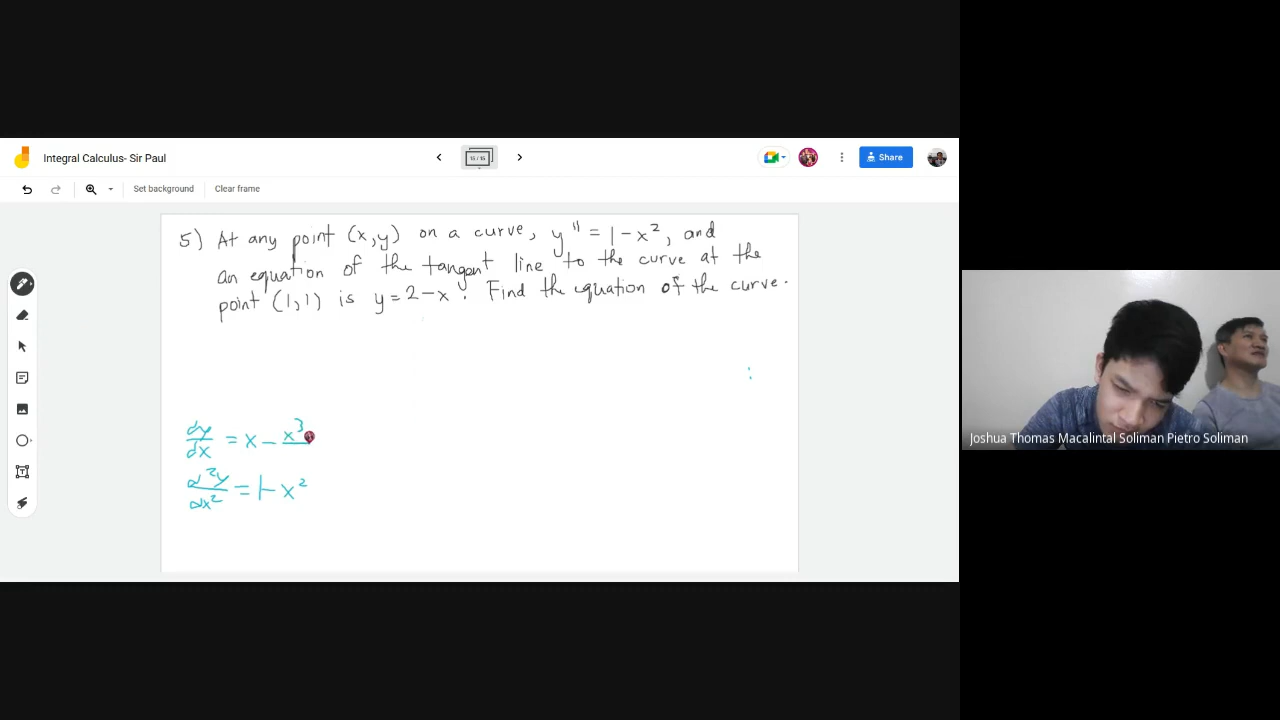 Integral Calculus- Sir Paul
15 / 15
Share
Set background
Clear frame
5) At any point (x,y) on a curve, y" = 1-x², and
an equation of the tangent line to the curve at the
point (1,1) is y=2-x. Find the equation of the curve.
:
dy/dx = x - x³
d²y/dx² = 1-x²
Joshua Thomas Macalintal Soliman Pietro Soliman